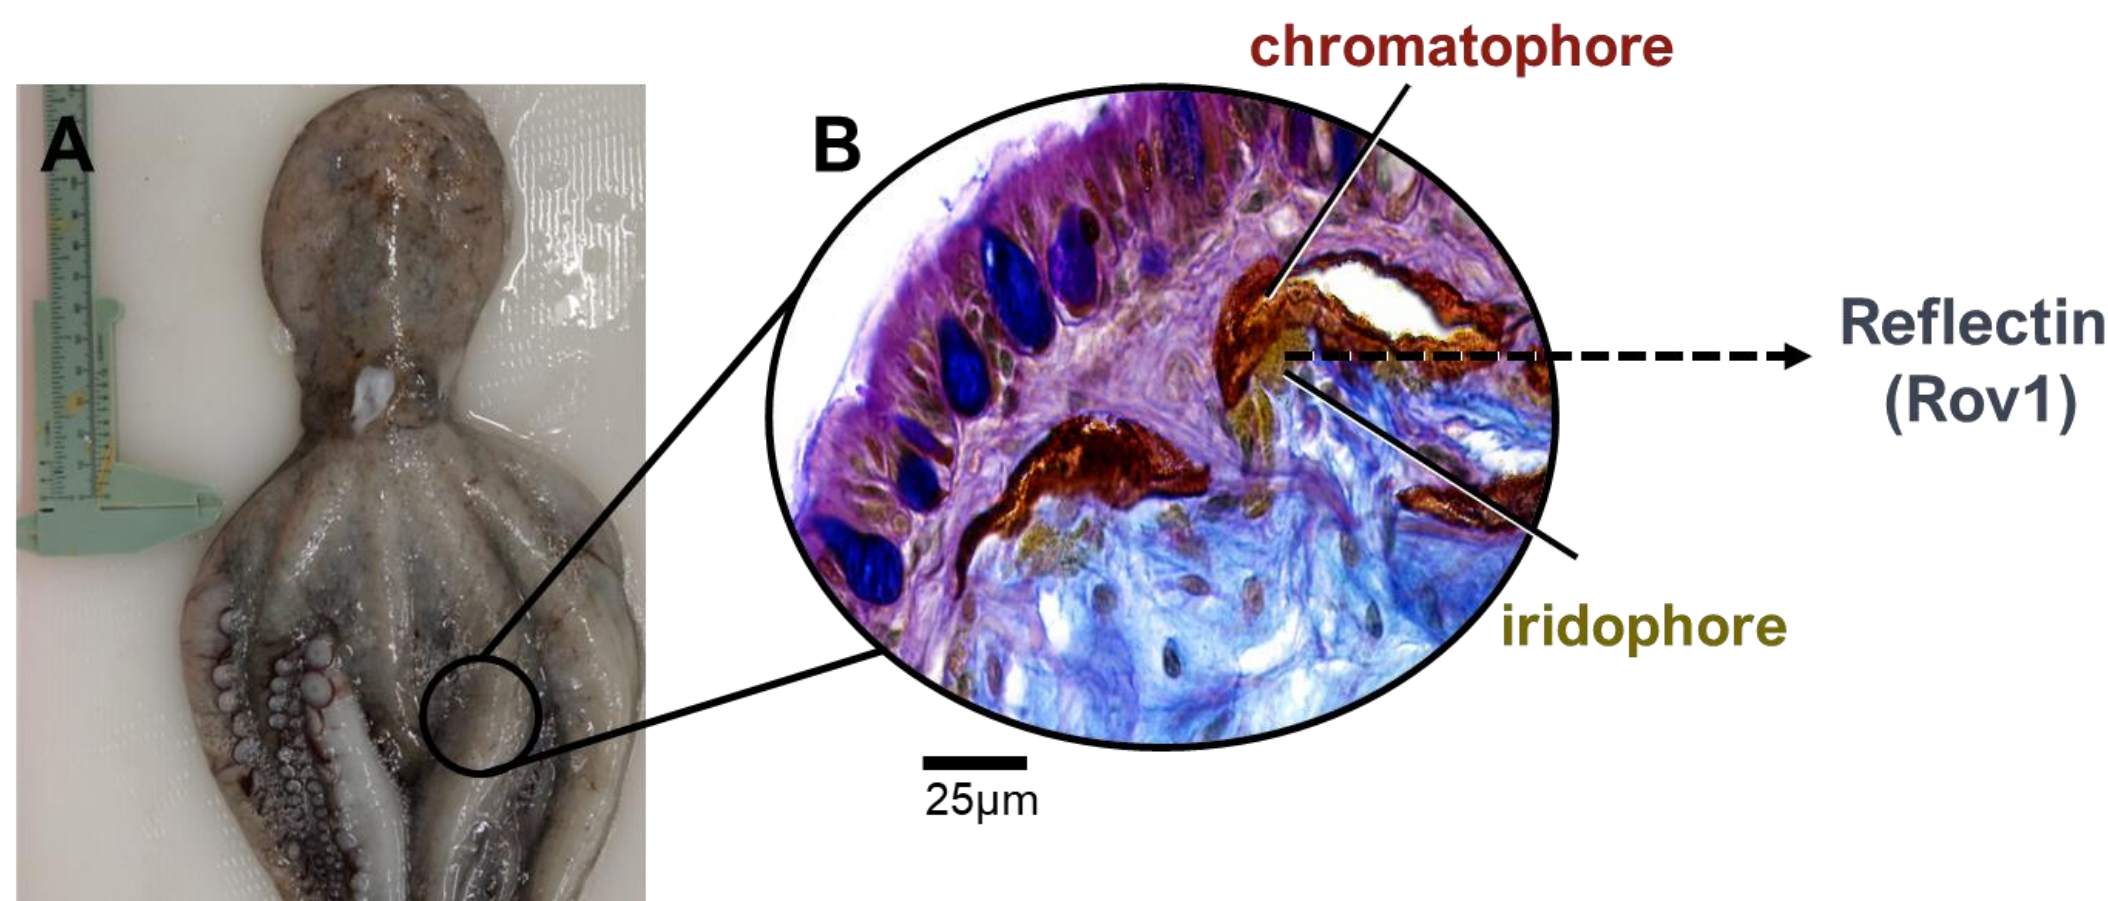 A
B
chromatophore
Reflectin
(Rov1)
iridophore
25μm